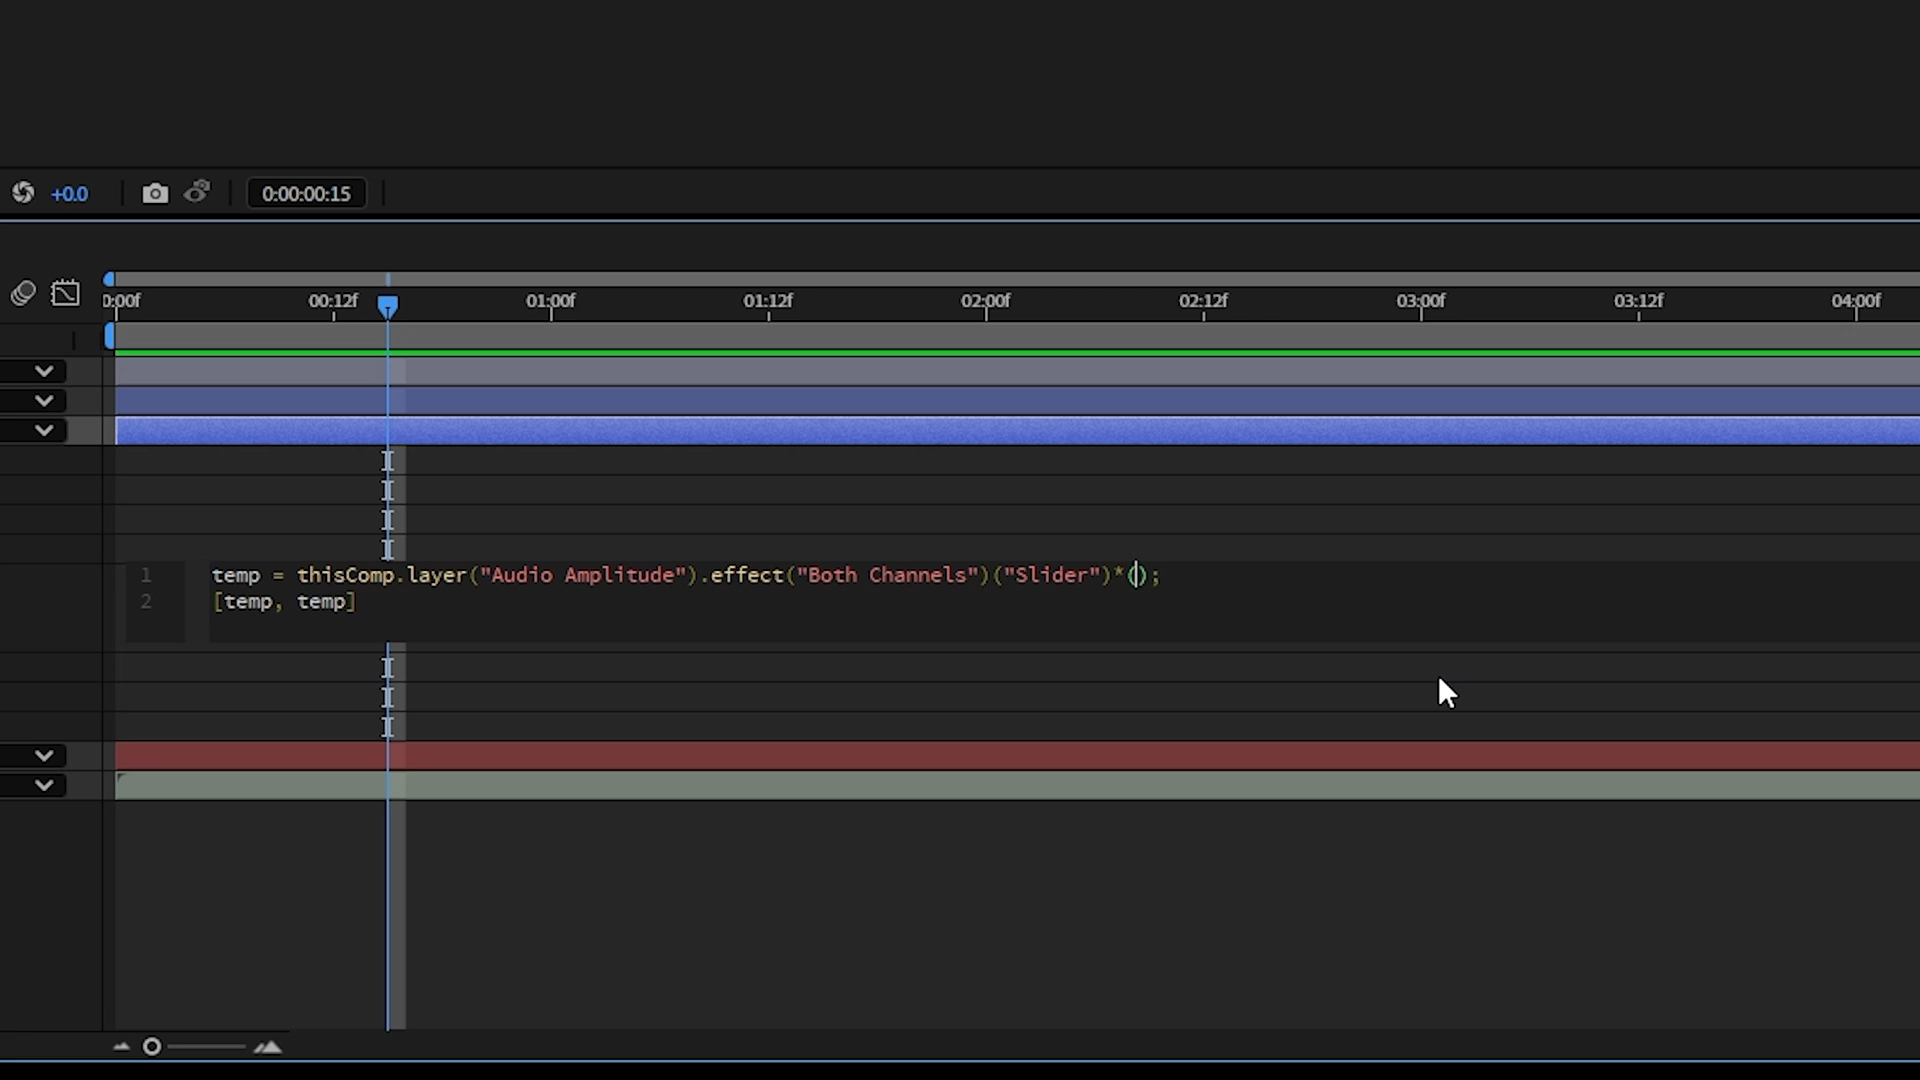 +0.0 0:00:00:15
0:00f 00:12f 01:00f 01:12f 02:00f 02:12f 03:00f 03:12f 04:00f
1 temp = thisComp.layer("Audio Amplitude").effect("Both Channels")("Slider")*();
2 [temp, temp]